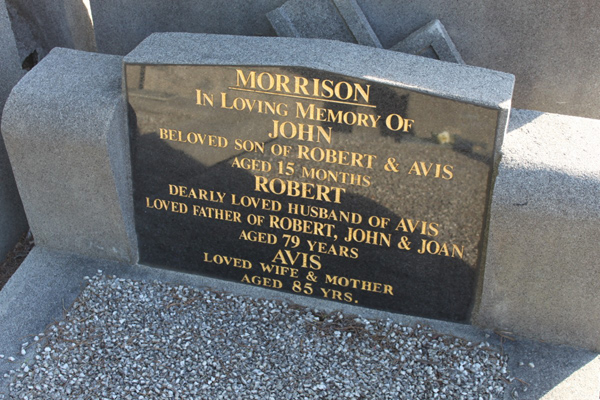 MORRISON
IN LOVING MEMORY OF
JOHN
BELOVED SON OF ROBERT & AVIS
AGED 15 MONTHS
ROBERT
DEARLY LOVED HUSBAND OF AVIS
LOVED FATHER OF ROBERT, JOHN & JOAN
AGED 79 YEARS
AVIS
LOVED WIFE & MOTHER
AGED 85 YRS.